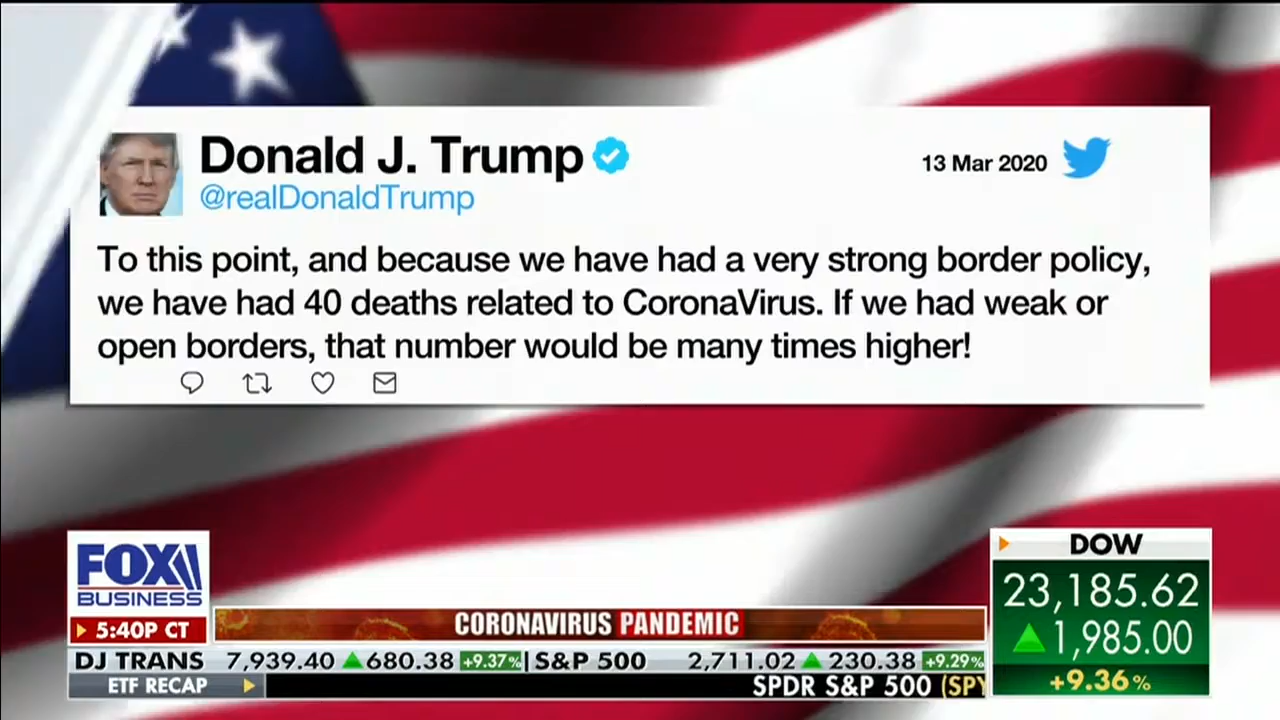 Donald J. Trump
@realDonaldTrump
13 Mar 2020
To this point, and because we have had a very strong border policy,
we have had 40 deaths related to CoronaVirus. If we had weak or
open borders, that number would be many times higher!
FOX
BUSINESS
5:40P CT
CORONAVIRUS PANDEMIC
DJ TRANS 7,939.40 ▲680.38 +9.37% S&P 500 2,711.02 ▲230.38 +9.29%
ETF RECAP
SPDR S&P 500 (SPY
DOW
23,185.62
▲1,985.00
+9.36%